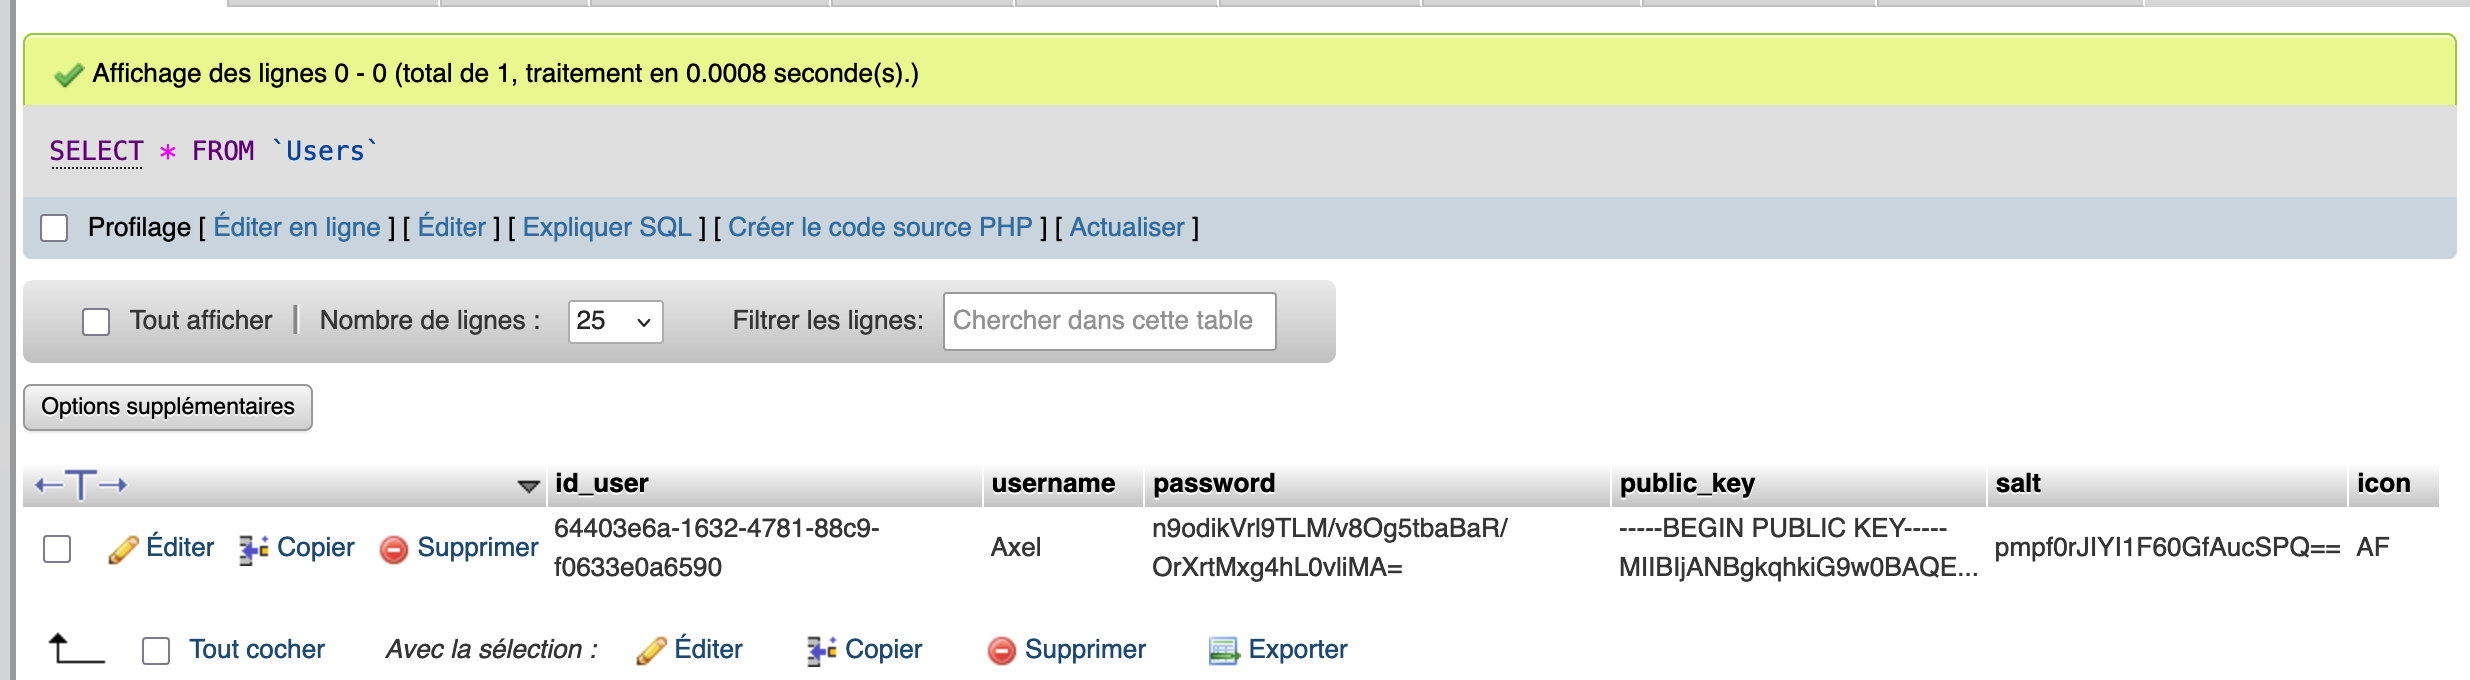 Affichage des lignes 0 - 0 (total de 1, traitement en 0.0008 seconde(s).)
SELECT * FROM `Users`
Profilage [ Éditer en ligne ] [ Éditer ] [ Expliquer SQL ] [ Créer le code source PHP ] [ Actualiser ]
Tout afficher | Nombre de lignes : 25 Filtrer les lignes: Chercher dans cette table
Options supplémentaires
←T→ id_user username password public_key salt icon
Éditer Copier Supprimer 64403e6a-1632-4781-88c9-f0633e0a6590 Axel n9odikVrl9TLM/v8Og5tbaBaR/OrXrtMxg4hL0vliMA= -----BEGIN PUBLIC KEY----- MIIBIjANBgkqhkiG9w0BAQE... pmpf0rJIYI1F60GfAucSPQ== AF
Tout cocher Avec la sélection : Éditer Copier Supprimer Exporter